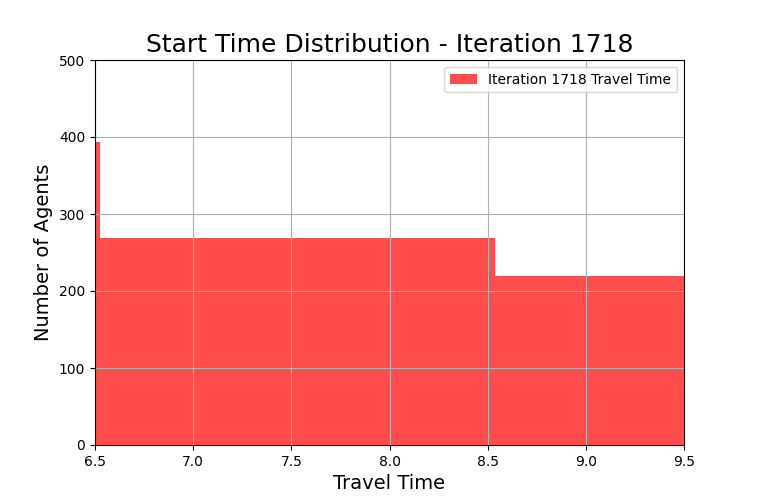 Start Time Distribution - Iteration 1718
Iteration 1718 Travel Time
500
400
300
200
100
0
Number of Agents
6.5 7.0 7.5 8.0 8.5 9.0 9.5
Travel Time